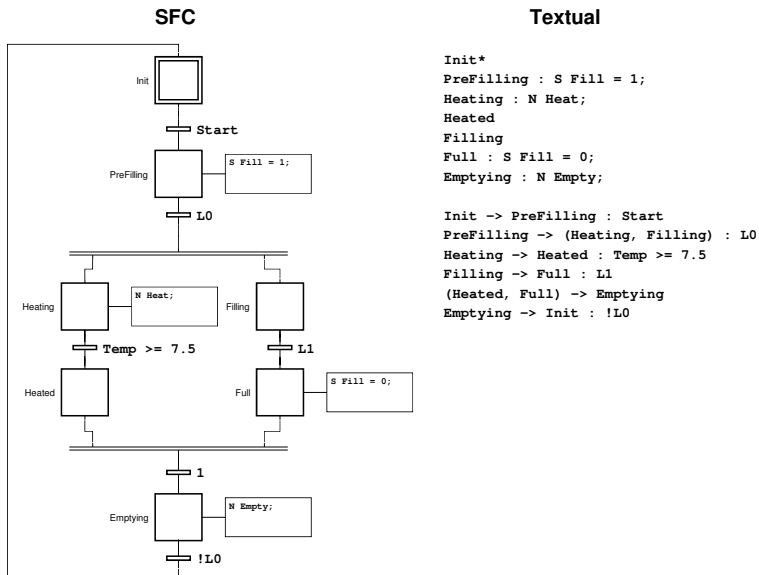 SFC
Init
Start
PreFilling
S Fill = 1;
L0
Heating
N Heat;
Filling
Temp >= 7.5
L1
Heated
Full
S Fill = 0;
1
Emptying
N Empty;
!L0
Textual
Init*
PreFilling : S Fill = 1;
Heating : N Heat;
Heated
Filling
Full : S Fill = 0;
Emptying : N Empty;
Init -> PreFilling : Start
PreFilling -> (Heating, Filling) : L0
Heating -> Heated : Temp >= 7.5
Filling -> Full : L1
(Heated, Full) -> Emptying
Emptying -> Init : !L0